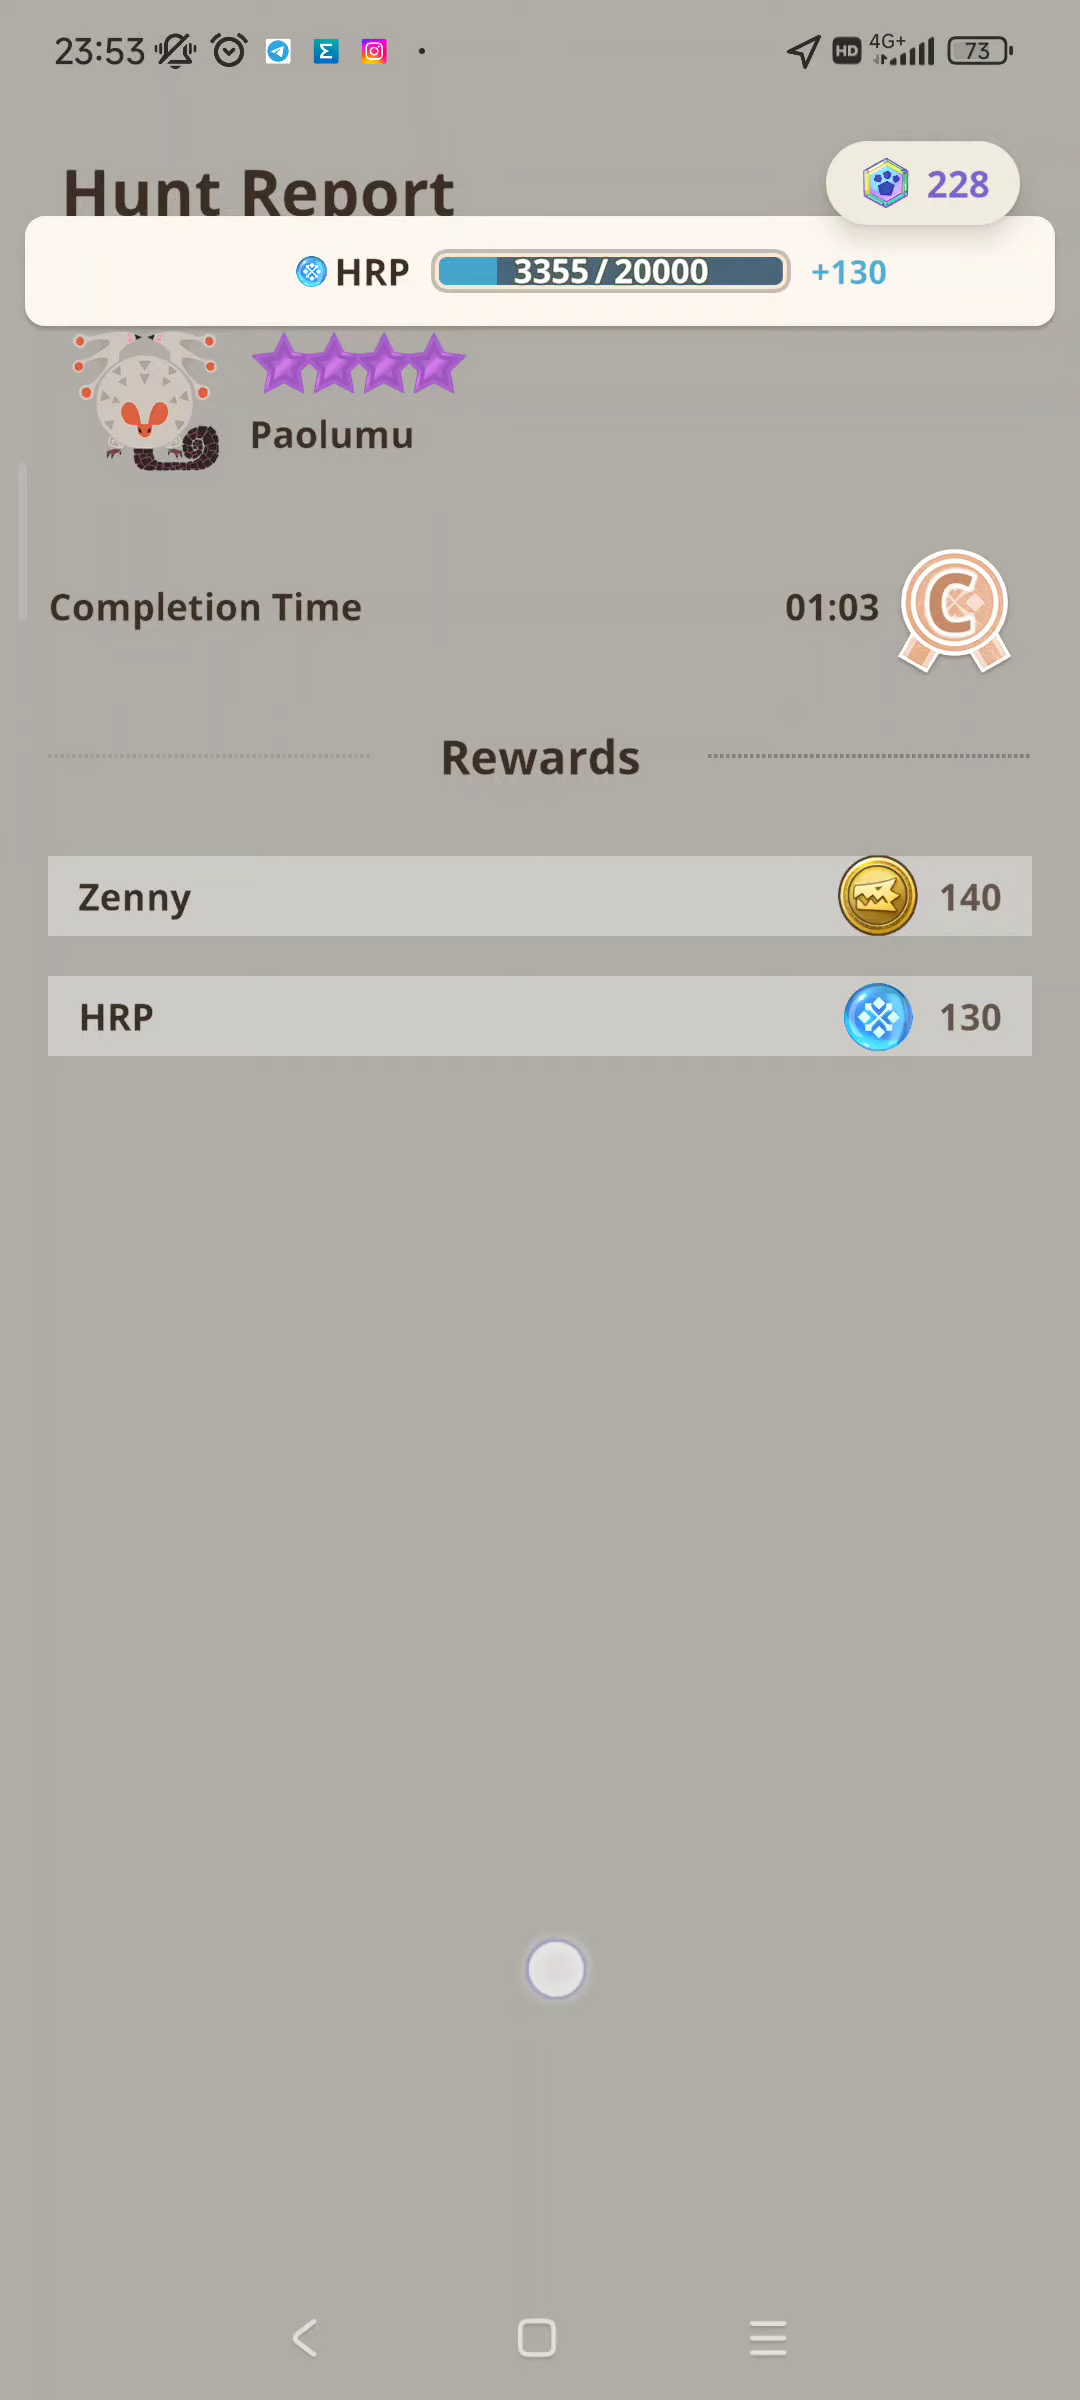 23:53 HD 4G+ 73
Hunt Report
228
HRP 3355 / 20000 +130
Paolumu
Completion Time 01:03 C
Rewards
Zenny 140
HRP 130